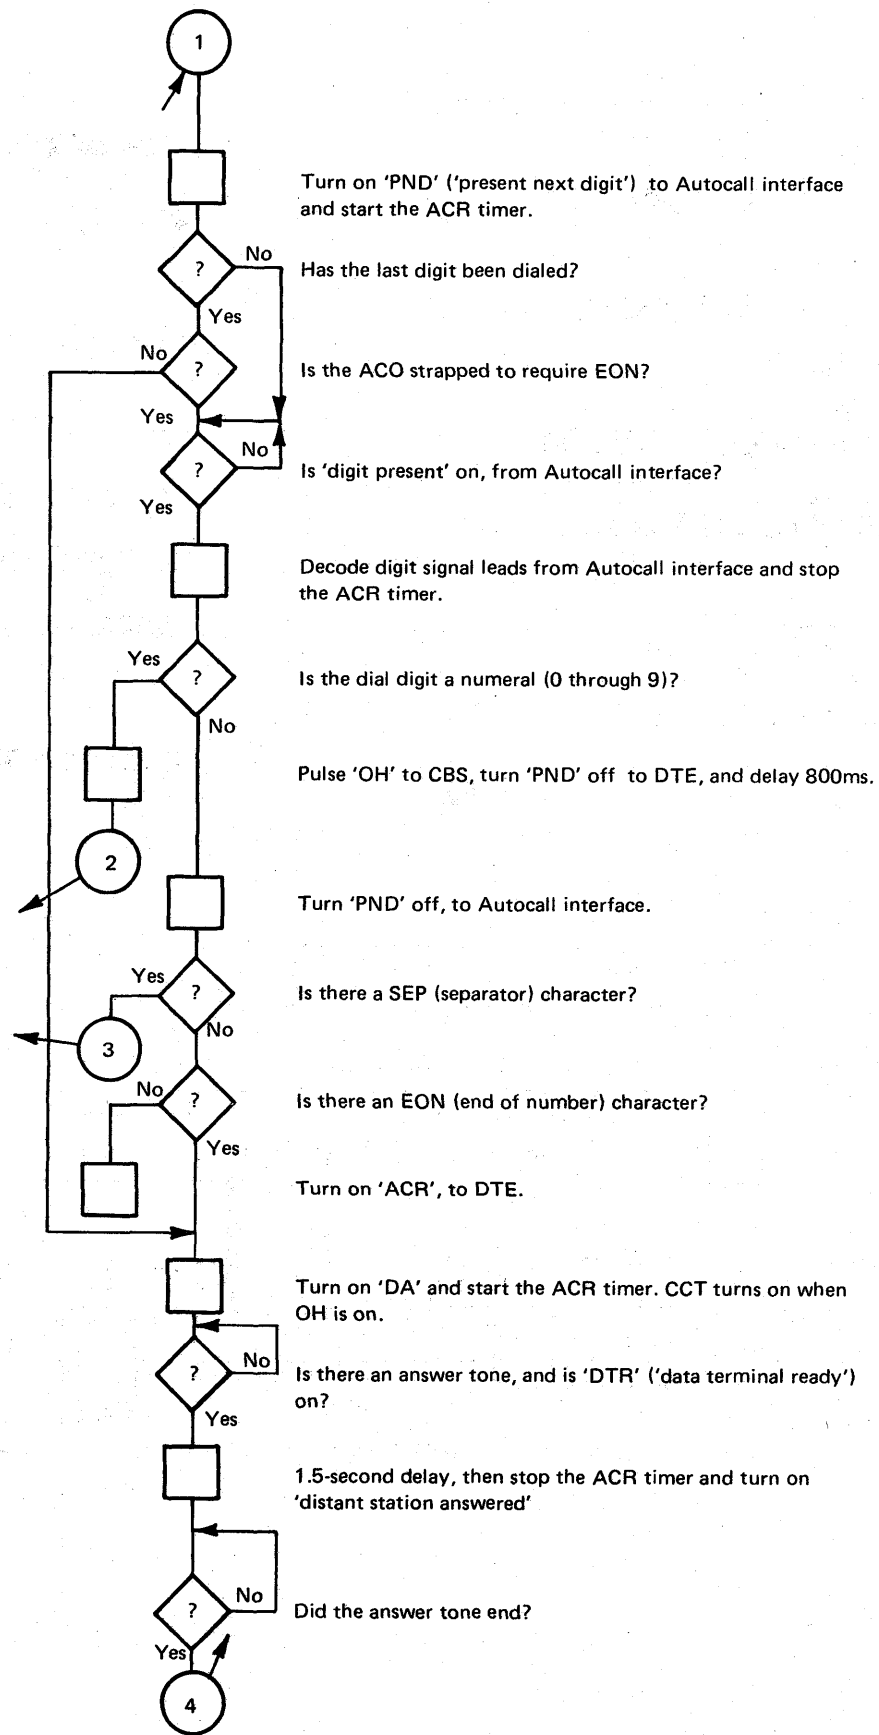 1
Turn on 'PND' ('present next digit') to Autocall interface
and start the ACR timer.
No
? Has the last digit been dialed?
Yes
No
? Is the ACO strapped to require EON?
Yes
No
? Is 'digit present' on, from Autocall interface?
Yes
Decode digit signal leads from Autocall interface and stop
the ACR timer.
Yes
? Is the dial digit a numeral (0 through 9)?
No
Pulse 'OH' to CBS, turn 'PND' off to DTE, and delay 800ms.
2
Turn 'PND' off, to Autocall interface.
Yes
? Is there a SEP (separator) character?
No
3
No
? Is there an EON (end of number) character?
Yes
Turn on 'ACR', to DTE.
Turn on 'DA' and start the ACR timer. CCT turns on when
OH is on.
No
? Is there an answer tone, and is 'DTR' ('data terminal ready')
on?
Yes
1.5-second delay, then stop the ACR timer and turn on
'distant station answered'
No
? Did the answer tone end?
Yes
4